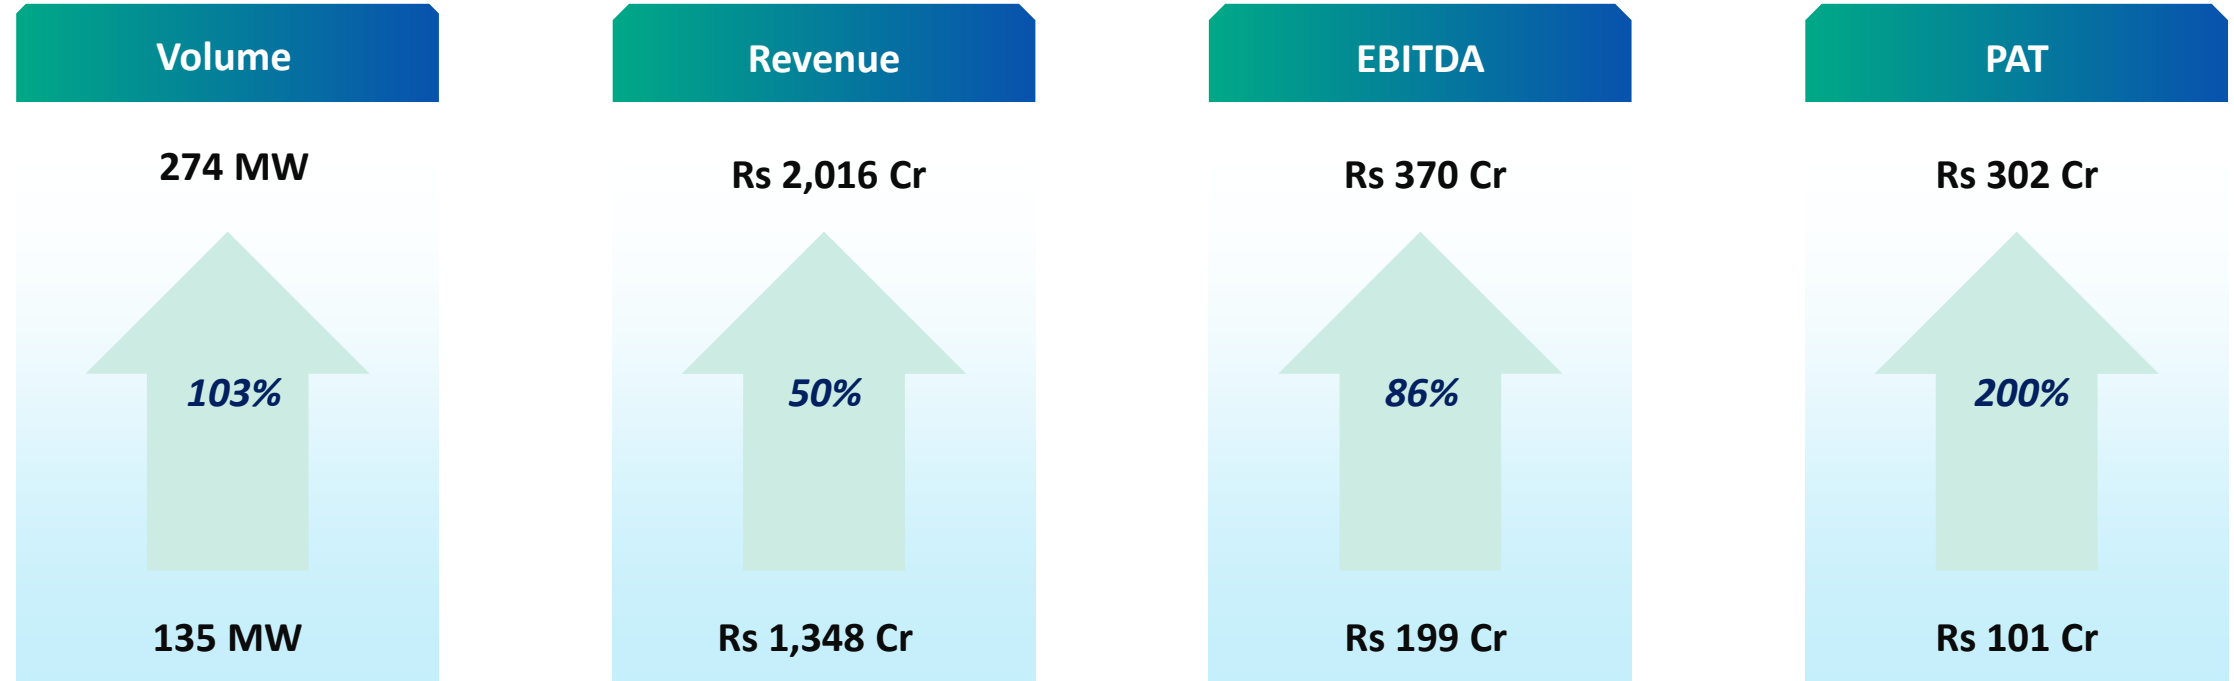 Volume
274 MW
103%
135 MW
Revenue
Rs 2,016 Cr
50%
Rs 1,348 Cr
EBITDA
Rs 370 Cr
86%
Rs 199 Cr
PAT
Rs 302 Cr
200%
Rs 101 Cr